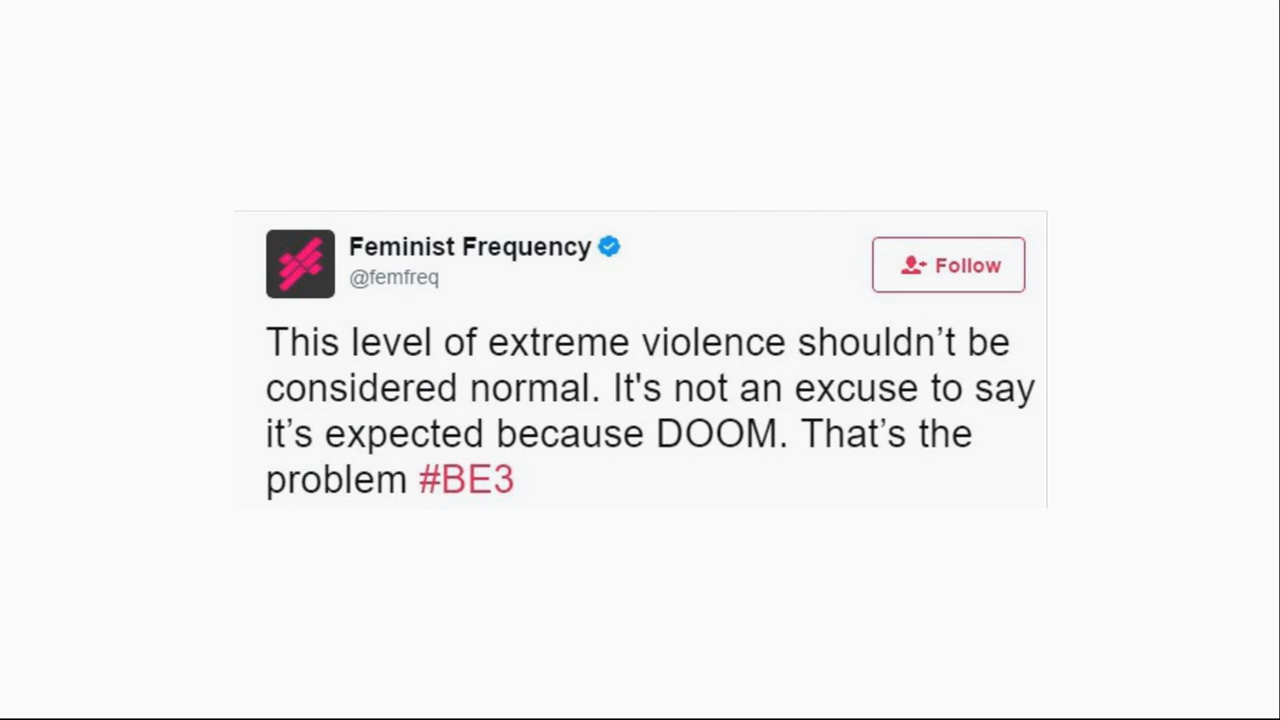 Feminist Frequency
@femfreq
Follow
This level of extreme violence shouldn’t be
considered normal. It's not an excuse to say
it’s expected because DOOM. That’s the
problem #BE3